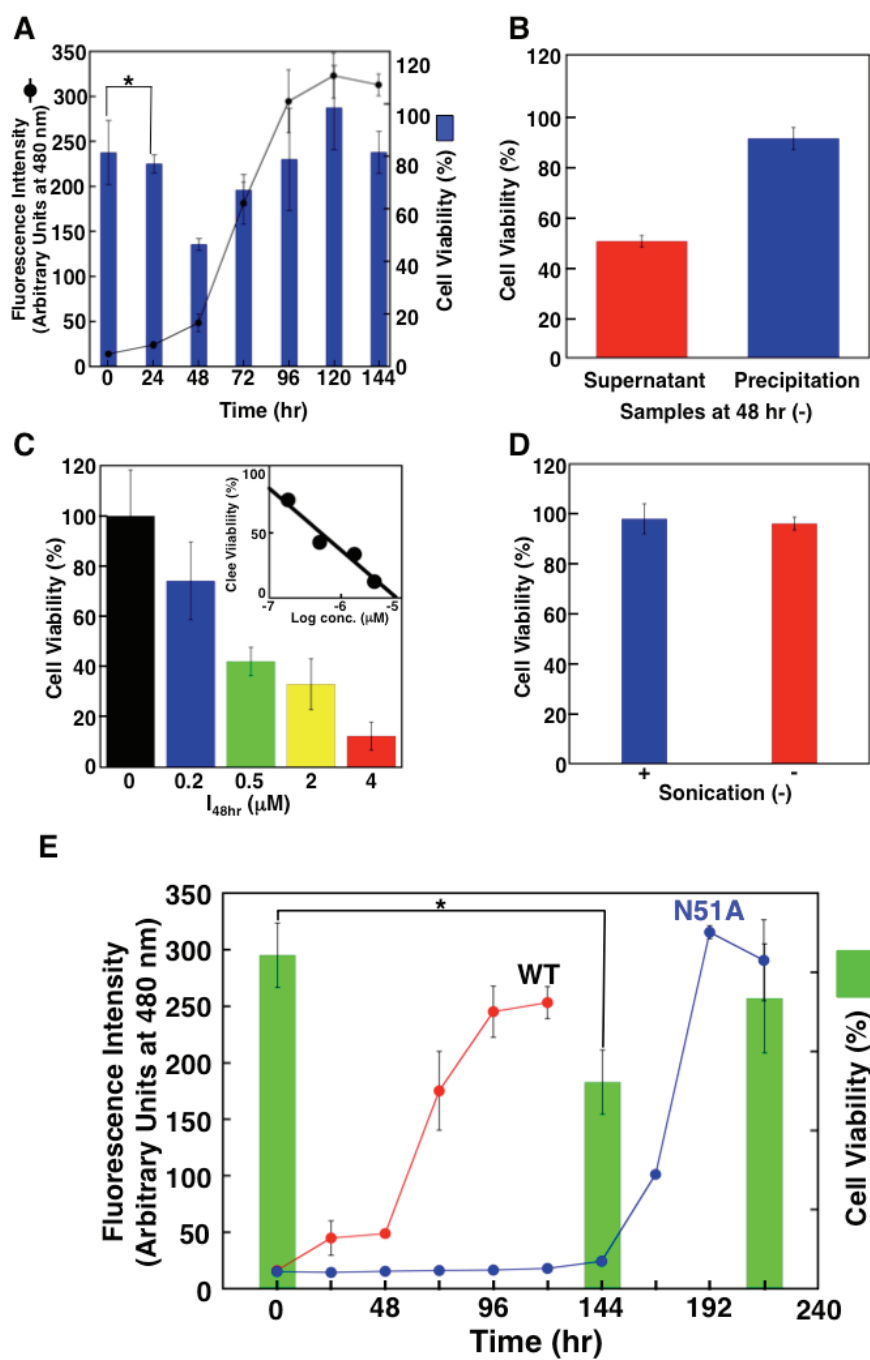 A
Fluorescence Intensity
(Arbitrary Units at 480 nm)
350
300
250
200
150
100
50
0
*
120
100
80
60
40
20
0
Cell Viability (%)
0 24 48 72 96 120 144
Time (hr)
B
Cell Viability (%)
120
100
80
60
40
20
0
Supernatant Precipitation
Samples at 48 hr (-)
C
Cell Viability (%)
120
100
80
60
40
20
0
0 0.2 0.5 2 4
I48hr (μM)
Clee Viiabliity (%)
100
50
0
-7 -6 -5
Log conc. (μM)
D
Cell Viability (%)
120
100
80
60
40
20
0
+ -
Sonication (-)
E
Fluorescence Intensity
(Arbitrary Units at 480 nm)
350
300
250
200
150
100
50
0
*
WT
N51A
Cell Viability (%)
0 48 96 144 192 240
Time (hr)